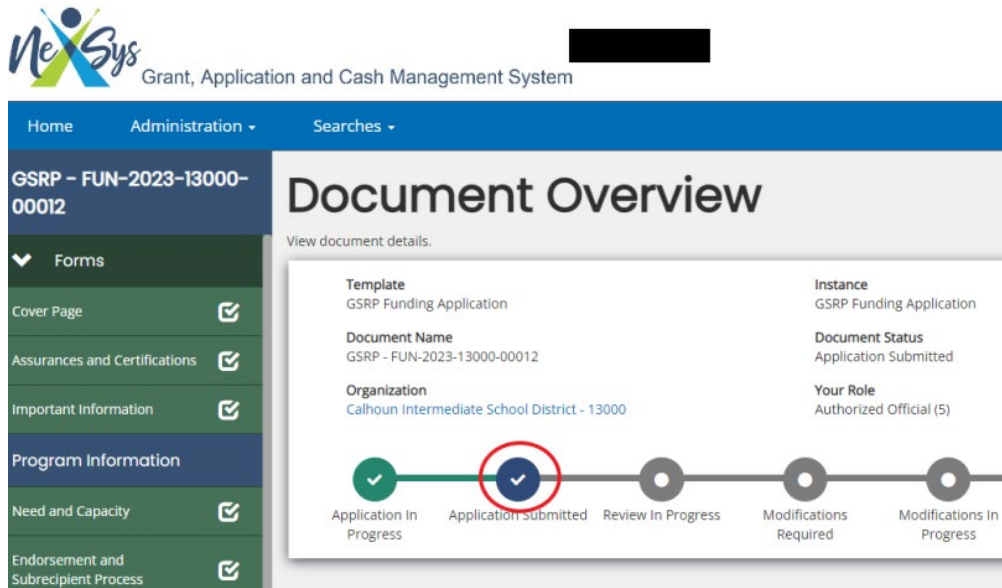 NexSys
Grant, Application and Cash Management System
Home Administration Searches
GSRP - FUN-2023-13000-
00012
Forms
Cover Page
Assurances and Certifications
Important Information
Program Information
Need and Capacity
Endorsement and
Subrecipient Process
Document Overview
View document details.
Template
GSRP Funding Application
Instance
GSRP Funding Application
Document Name
GSRP - FUN-2023-13000-00012
Document Status
Application Submitted
Organization
Calhoun Intermediate School District - 13000
Your Role
Authorized Official (5)
Application In
Progress
Application Submitted
Review In Progress
Modifications
Required
Modifications In
Progress